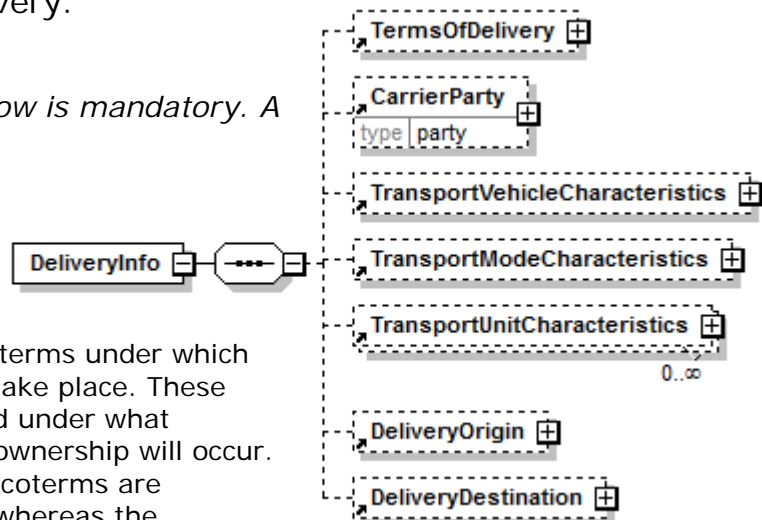 very.
TermsOfDelivery
ow is mandatory. A
CarrierParty
type party
TransportVehicleCharacteristics
DeliveryInfo
TransportModeCharacteristics
TransportUnitCharacteristics
0..∞
terms under which
take place. These
d under what
ownership will occur.
coterms are
whereas the
DeliveryOrigin
DeliveryDestination